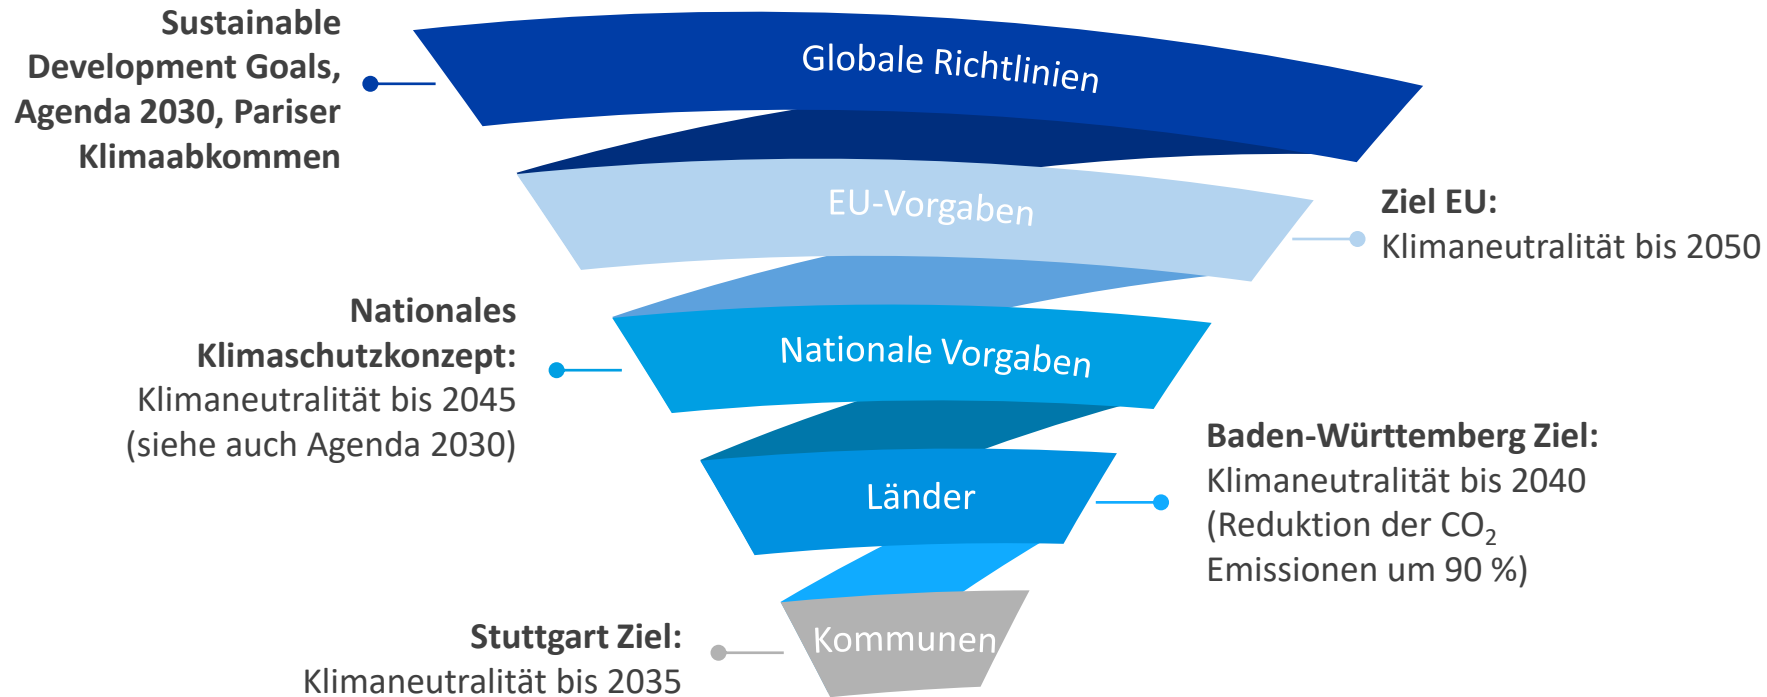 Sustainable
Development Goals,
Agenda 2030, Pariser
Klimaabkommen
Globale Richtlinien
EU-Vorgaben
Ziel EU:
Klimaneutralität bis 2050
Nationales
Klimaschutzkonzept:
Klimaneutralität bis 2045
(siehe auch Agenda 2030)
Nationale Vorgaben
Länder
Baden-Württemberg Ziel:
Klimaneutralität bis 2040
(Reduktion der CO₂
Emissionen um 90 %)
Stuttgart Ziel:
Klimaneutralität bis 2035
Kommunen